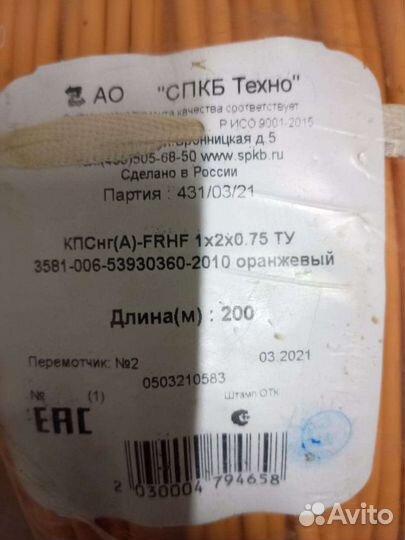 АО "СПКБ Техно"
качества соответствует
Р ИСО 9001-2015
Бронницкая д.5
505-68-50 www.spkb.ru
Сделано в России
Партия : 431/03/21
КПСнг(А)-FRHF 1x2x0.75 ТУ
3581-006-53930360-2010 оранжевый
Длина(м) : 200
Перемотчик: №2 03.2021
0503210583
№ (1) Штамп ОТК
ЕАС
2 030004 794658
Avito